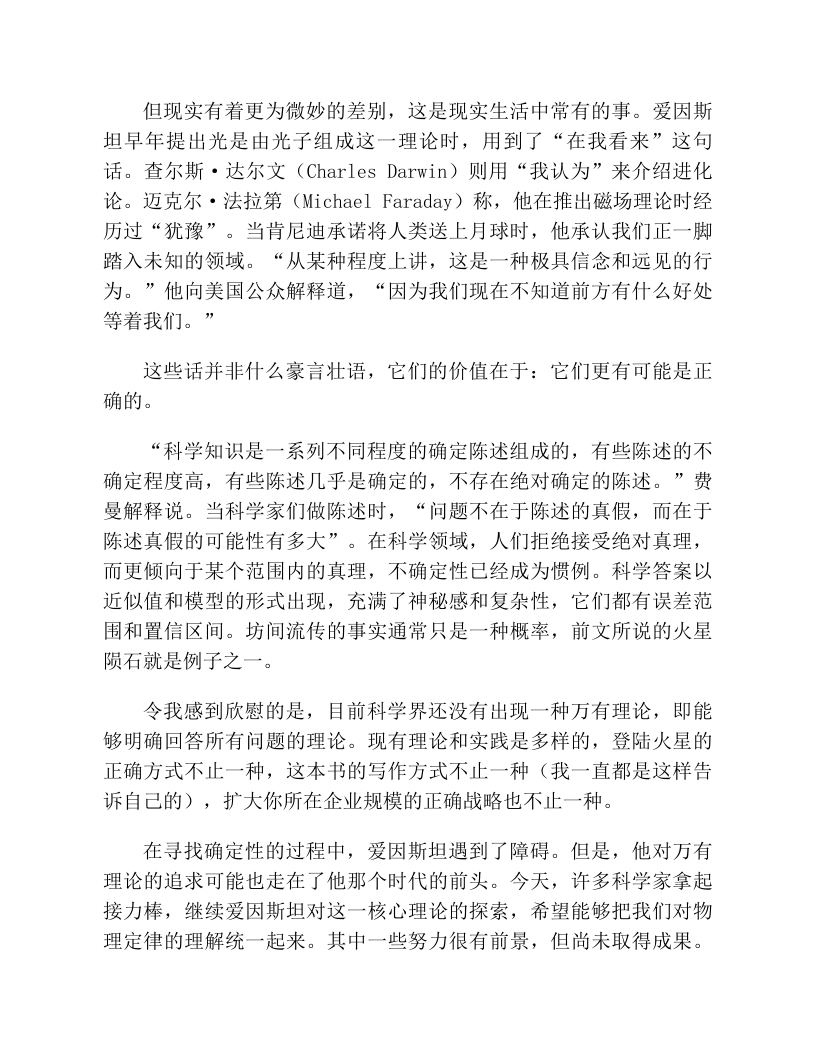 但现实有着更为微妙的差别，这是现实生活中常有的事。爱因斯
坦早年提出光是由光子组成这一理论时，用到了“在我看来”这句
话。查尔斯·达尔文（Charles Darwin）则用“我认为”来介绍进化
论。迈克尔·法拉第（Michael Faraday）称，他在推出磁场理论时经
历过“犹豫”。当肯尼迪承诺将人类送上月球时，他承认我们正一脚
踏入未知的领域。“从某种程度上讲，这是一种极具信念和远见的行
为。”他向美国公众解释道，“因为我们现在不知道前方有什么好处
等着我们。”
这些话并非什么豪言壮语，它们的价值在于：它们更有可能是正
确的。
“科学知识是一系列不同程度的确定陈述组成的，有些陈述的不
确定程度高，有些陈述几乎是确定的，不存在绝对确定的陈述。”费
曼解释说。当科学家们做陈述时，“问题不在于陈述的真假，而在于
陈述真假的可能性有多大”。在科学领域，人们拒绝接受绝对真理，
而更倾向于某个范围内的真理，不确定性已经成为惯例。科学答案以
近似值和模型的形式出现，充满了神秘感和复杂性，它们都有误差范
围和置信区间。坊间流传的事实通常只是一种概率，前文所说的火星
陨石就是例子之一。
令我感到欣慰的是，目前科学界还没有出现一种万有理论，即能
够明确回答所有问题的理论。现有理论和实践是多样的，登陆火星的
正确方式不止一种，这本书的写作方式不止一种（我一直都是这样告
诉自己的），扩大你所在企业规模的正确战略也不止一种。
在寻找确定性的过程中，爱因斯坦遇到了障碍。但是，他对万有
理论的追求可能也走在了他那个时代的前头。今天，许多科学家拿起
接力棒，继续爱因斯坦对这一核心理论的探索，希望能够把我们对物
理定律的理解统一起来。其中一些努力很有前景，但尚未取得成果。